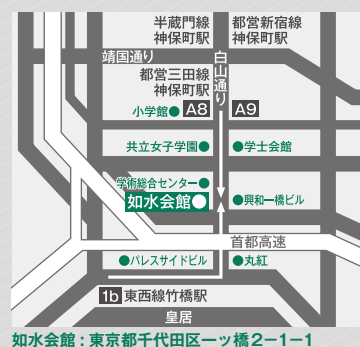 半蔵門線
神保町駅
都営新宿線
神保町駅
靖国通り
白山通り
都営三田線
神保町駅
小学館
A8
A9
共立女子学園
学士会館
学術総合センター
如水会館
興和一橋ビル
首都高速
パレスサイドビル
丸紅
1b 東西線竹橋駅
皇居
如水会館：東京都千代田区一ッ橋2－1－1